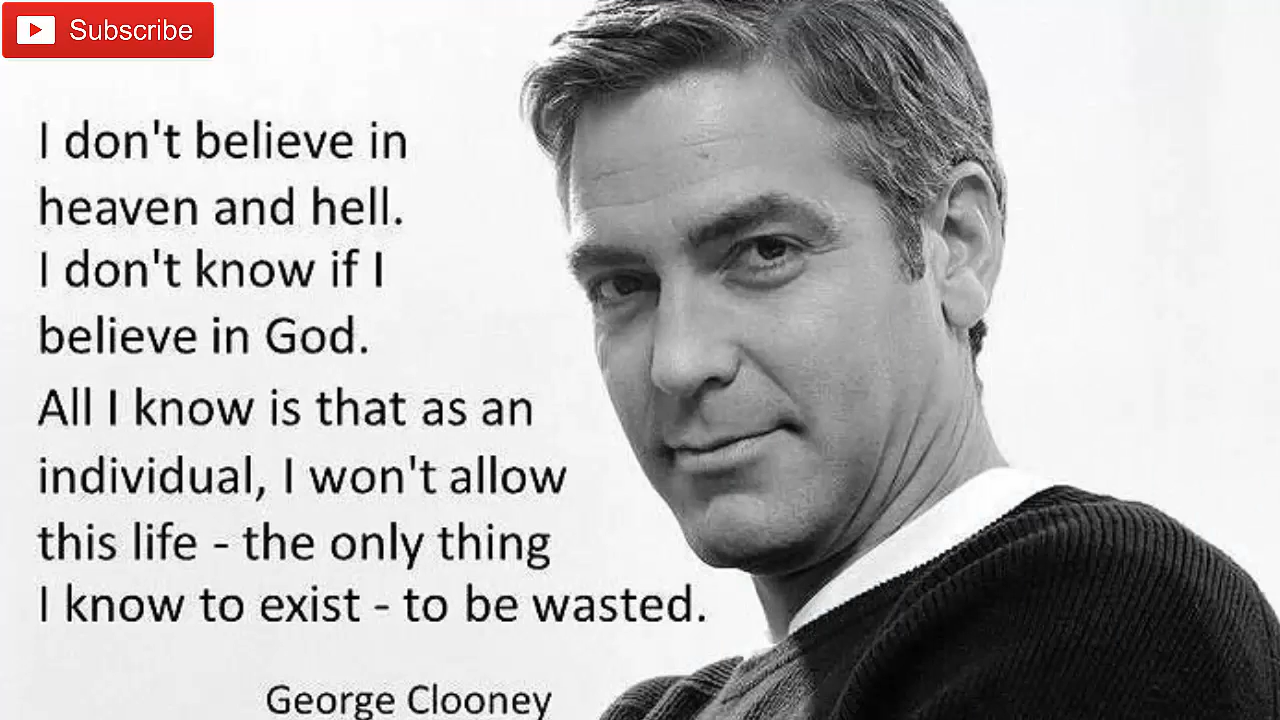 Subscribe
I don't believe in
heaven and hell.
I don't know if I
believe in God.
All I know is that as an
individual, I won't allow
this life - the only thing
I know to exist - to be wasted.
George Clooney